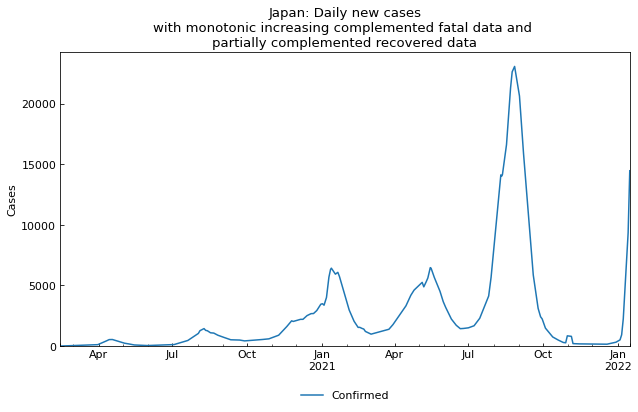 Japan: Daily new cases
with monotonic increasing complemented fatal data and
partially complemented recovered data
Cases
20000
15000
10000
5000
0
Apr
Jul
Oct
Jan
2021
Apr
Jul
Oct
Jan
2022
Confirmed